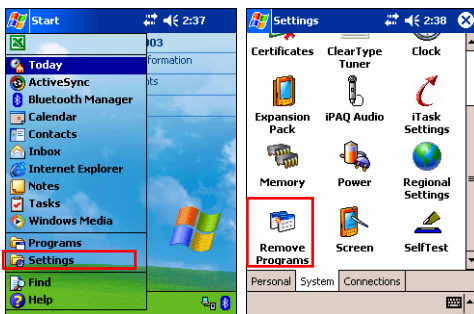 Start
2:37
003
Today
formation
ActiveSync
nts
Bluetooth Manager
Calendar
Contacts
Inbox
Internet Explorer
Notes
Tasks
Windows Media
Programs
Settings
Find
Help
Settings
2:38
Certificates
ClearType
Tuner
Clock
Expansion
Pack
iPAQ Audio
iTask
Settings
Memory
Power
Regional
Settings
Remove
Programs
Screen
SelfTest
Personal
System
Connections